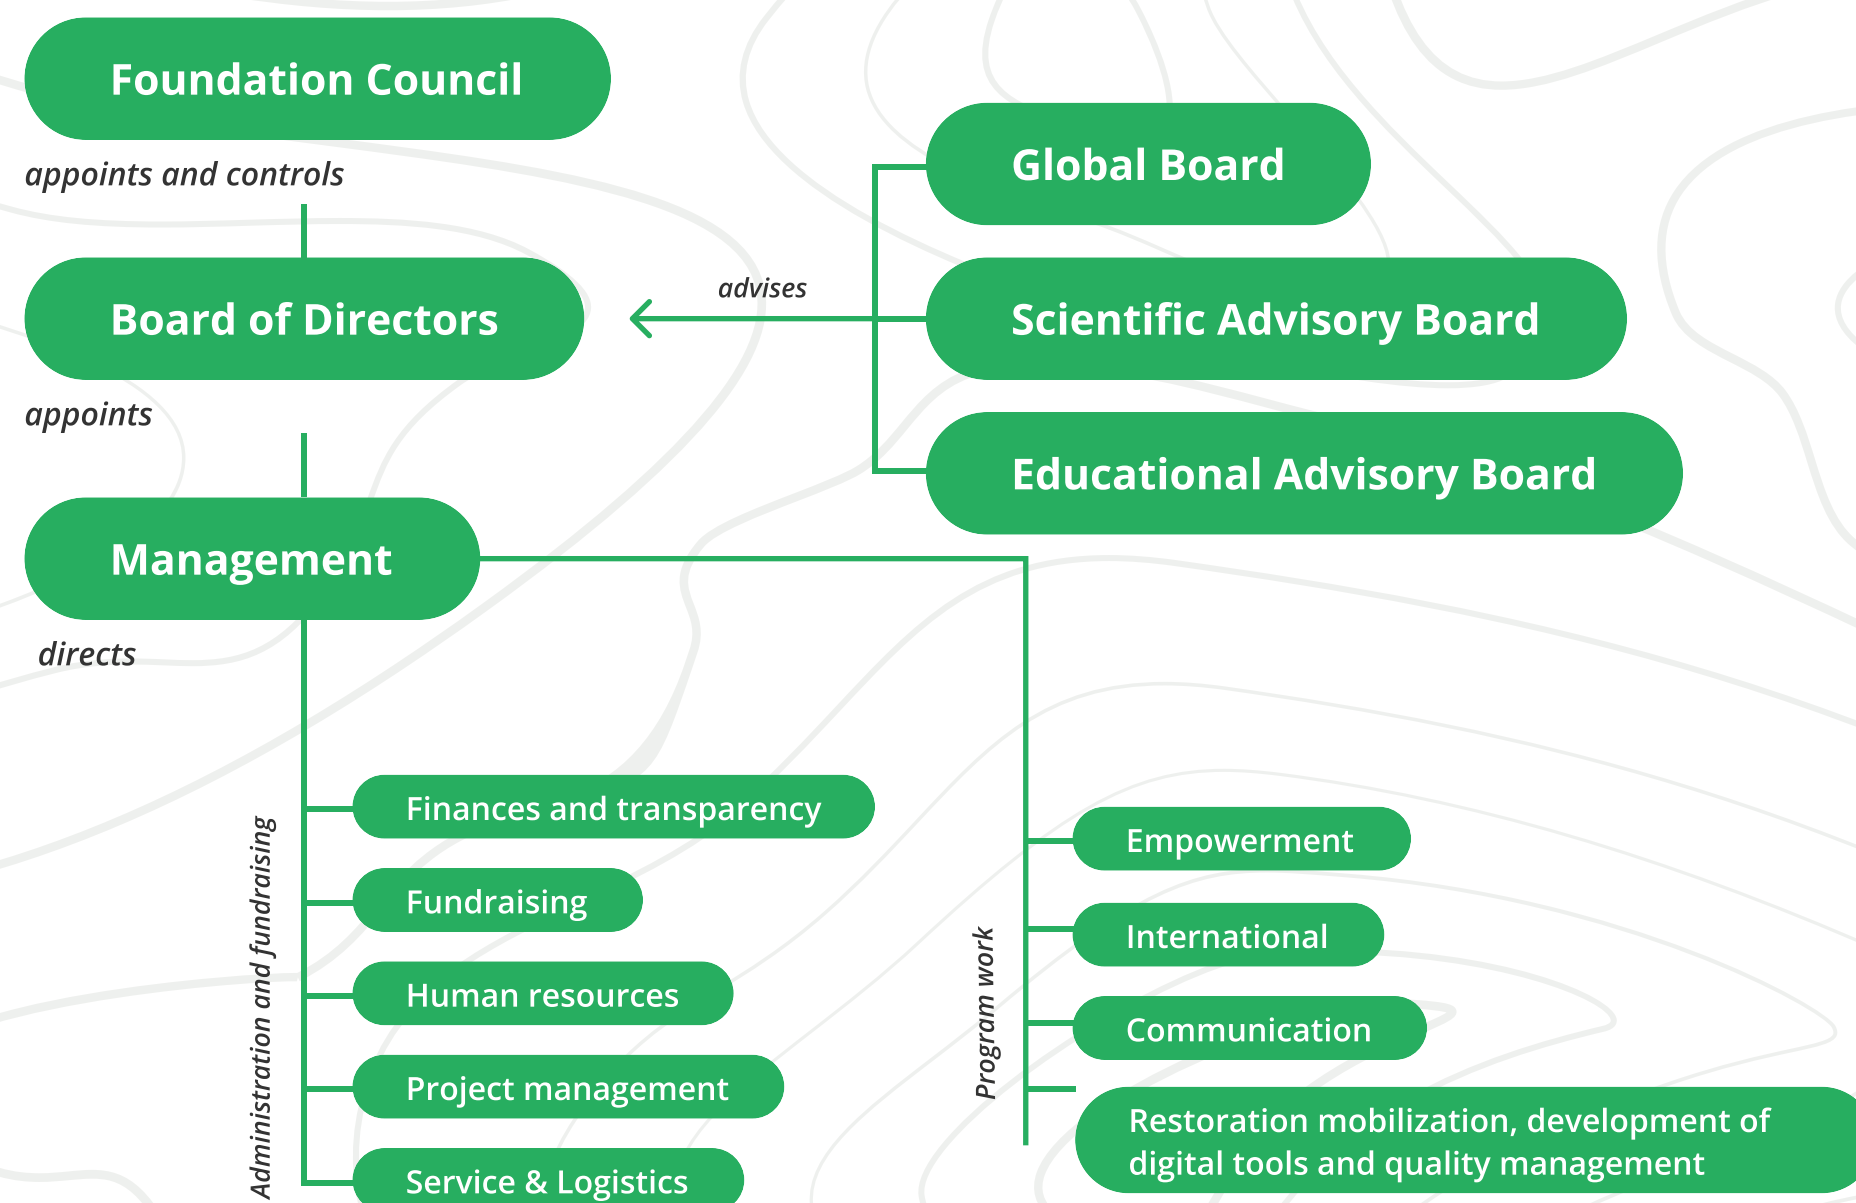 Foundation Council
appoints and controls
Board of Directors
appoints
Management
directs
advises
Global Board
Scientific Advisory Board
Educational Advisory Board
Administration and fundraising
Finances and transparency
Fundraising
Human resources
Project management
Service & Logistics
Program work
Empowerment
International
Communication
Restoration mobilization, development of
digital tools and quality management